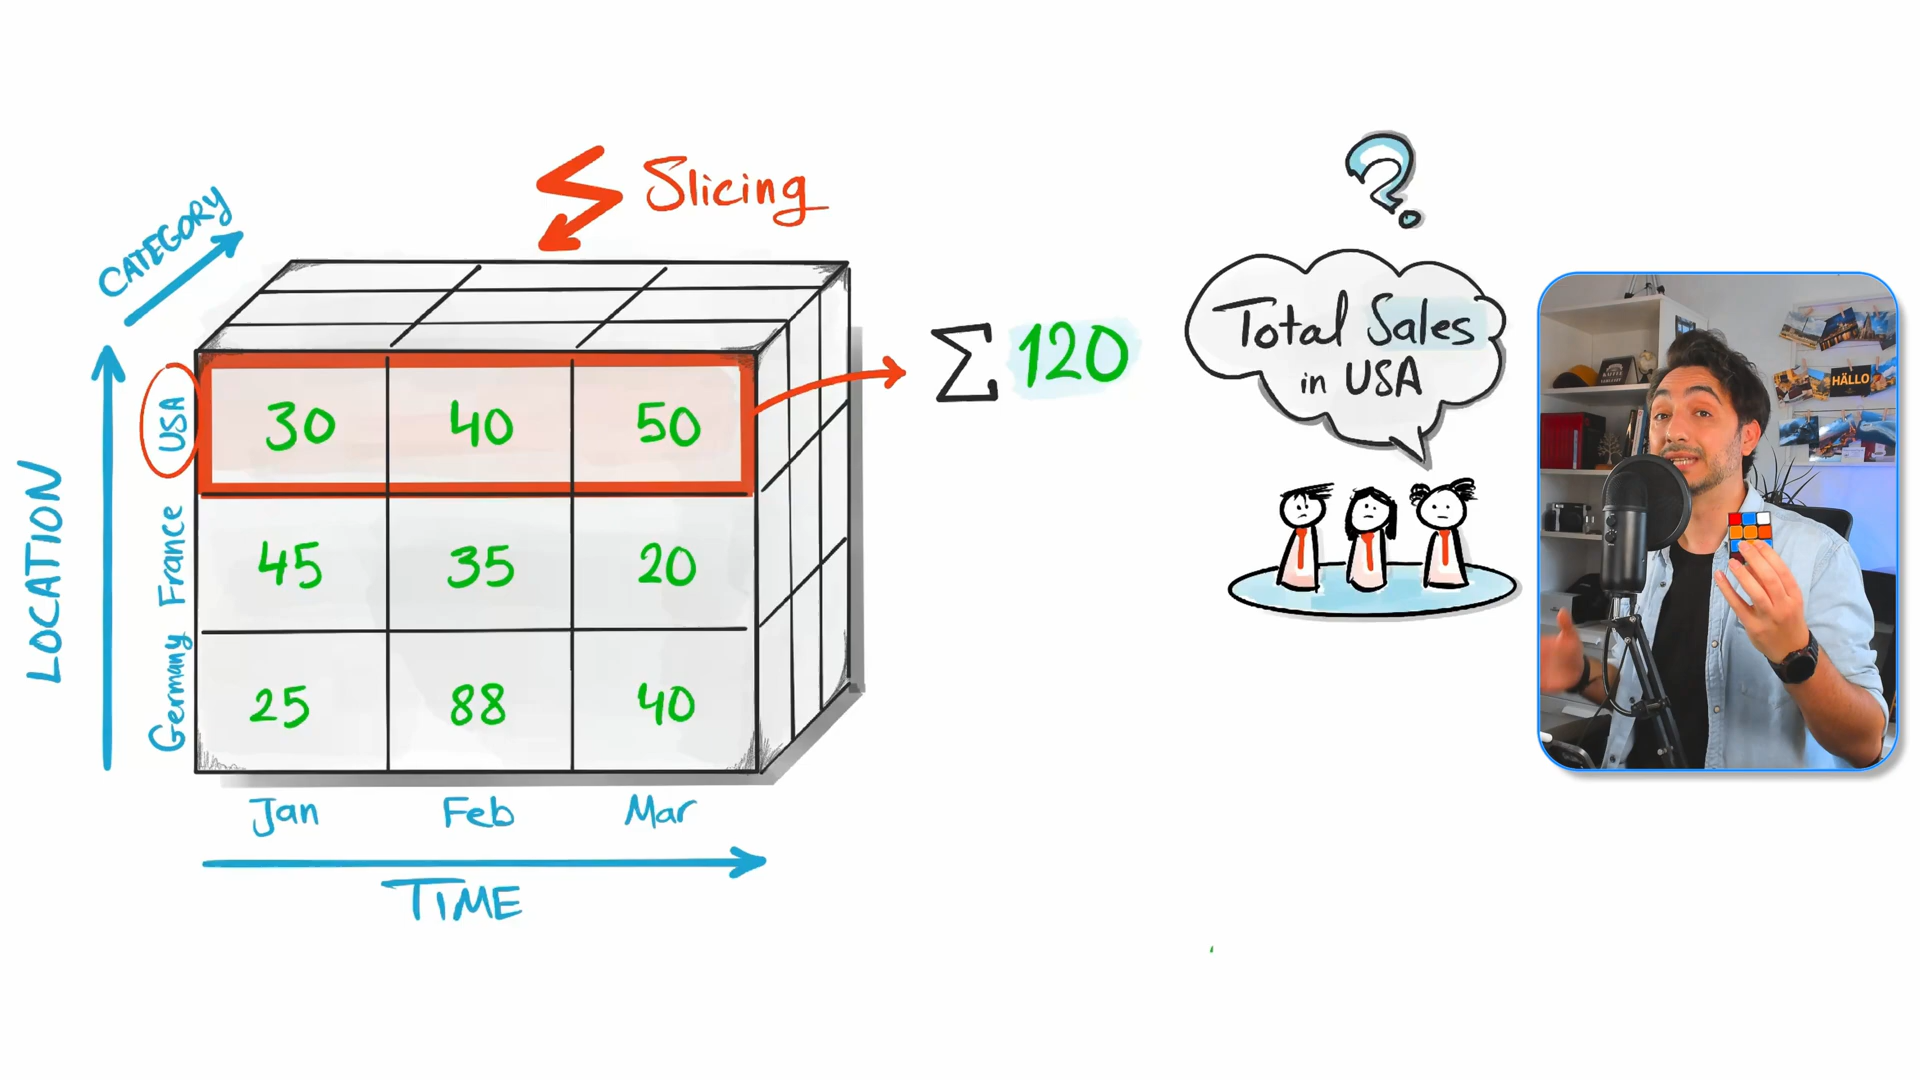 Slicing
CATEGORY
LOCATION
USA
France
Germany
30 40 50
45 35 20
25 88 40
Jan Feb Mar
TIME
∑ 120
?
Total Sales
in USA
HÄLLO